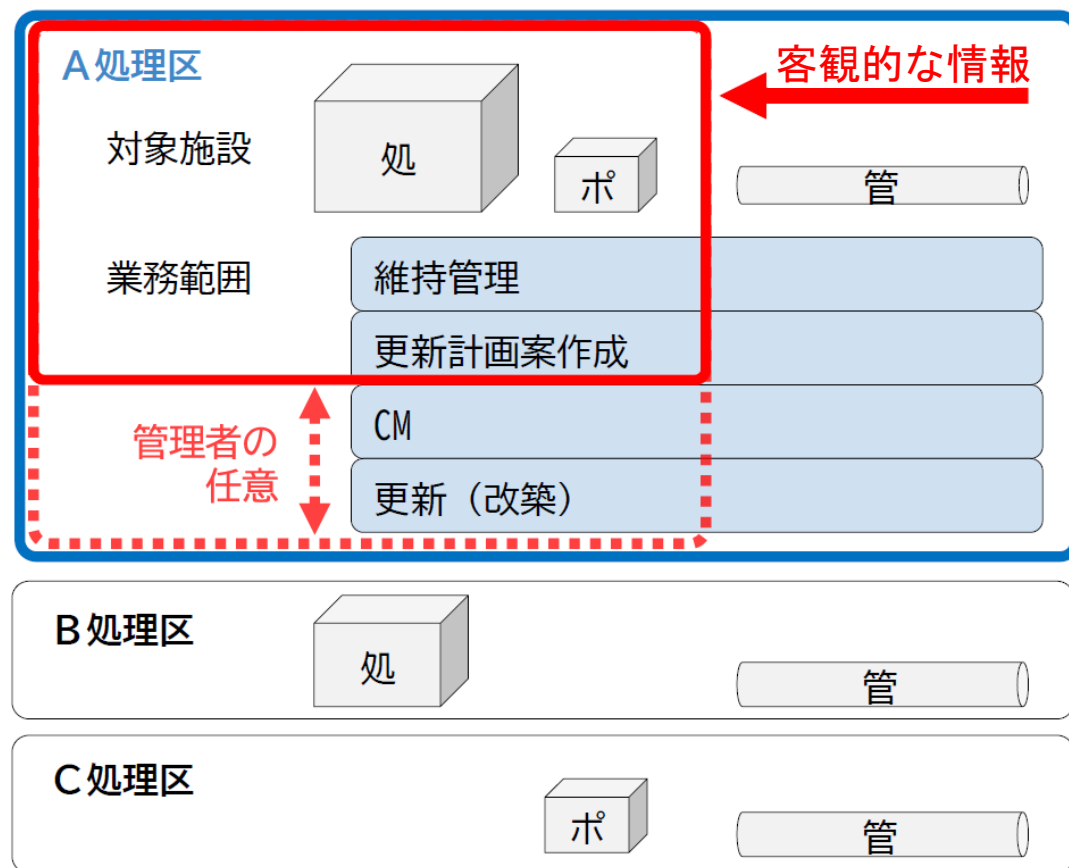 A処理区
客観的な情報
対象施設
処
ポ
管
業務範囲
維持管理
更新計画案作成
管理者の
任意
CM
更新（改築）
B処理区
処
管
C処理区
ポ
管